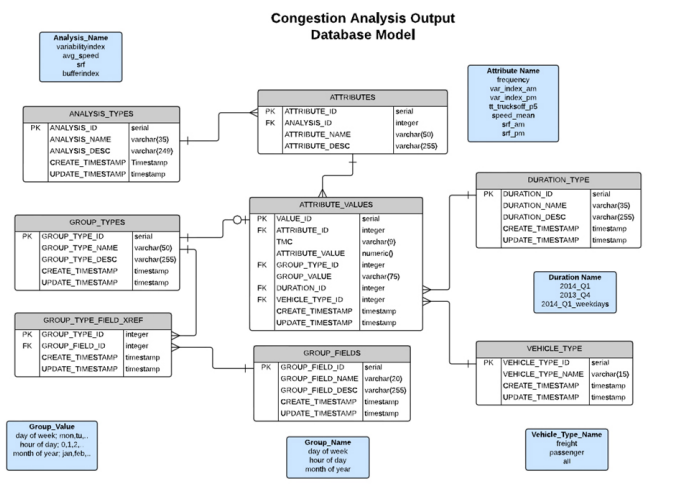 Congestion Analysis Output
Database Model
Analysis_Name
variabilityindex
avg_speed
srf
bufferindex
Attribute Name
frequency
var_index_am
var_index_pm
tt_trucksoff_p5
speed_mean
srf_am
srf_pm
ATTRIBUTES
PK ATTRIBUTE_ID serial
FK ANALYSIS_ID integer
ATTRIBUTE_NAME varchar(50)
ATTRIBUTE_DESC varchar(255)
ANALYSIS_TYPES
PK ANALYSIS_ID serial
ANALYSIS_NAME varchar(35)
ANALYSIS_DESC varchar(249)
CREATE_TIMESTAMP Timestamp
UPDATE_TIMESTAMP timestamp
DURATION_TYPE
PK DURATION_ID serial
DURATION_NAME varchar(35)
DURATION_DESC varchar(255)
CREATE_TIMESTAMP timestamp
UPDATE_TIMESTAMP timestamp
ATTRIBUTE_VALUES
PK VALUE_ID serial
FK ATTRIBUTE_ID integer
TMC varchar(9)
ATTRIBUTE_VALUE numeric()
FK GROUP_TYPE_ID integer
GROUP_VALUE varchar(75)
FK DURATION_ID integer
FK VEHICLE_TYPE_ID integer
CREATE_TIMESTAMP timestamp
UPDATE_TIMESTAMP timestamp
GROUP_TYPES
PK GROUP_TYPE_ID serial
GROUP_TYPE_NAME varchar(50)
GROUP_TYPE_DESC varchar(255)
CREATE_TIMESTAMP timestamp
UPDATE_TIMESTAMP timestamp
Duration Name
2014_Q1
2013_Q4
2014_Q1_weekdays
GROUP_TYPE_FIELD_XREF
PK GROUP_TYPE_ID integer
FK GROUP_FIELD_ID integer
CREATE_TIMESTAMP timestamp
UPDATE_TIMESTAMP timestamp
GROUP_FIELDS
PK GROUP_FIELD_ID serial
GROUP_FIELD_NAME varchar(20)
GROUP_FIELD_DESC varchar(255)
CREATE_TIMESTAMP timestamp
UPDATE_TIMESTAMP timestamp
VEHICLE_TYPE
PK VEHICLE_TYPE_ID serial
VEHICLE_TYPE_NAME varchar(15)
CREATE_TIMESTAMP timestamp
UPDATE_TIMESTAMP timestamp
Group_Value
day of week; mon,tu,..
hour of day; 0,1,2,.
month of year; jan,feb,..
Group_Name
day of week
hour of day
month of year
Vehicle_Type_Name
freight
passenger
all